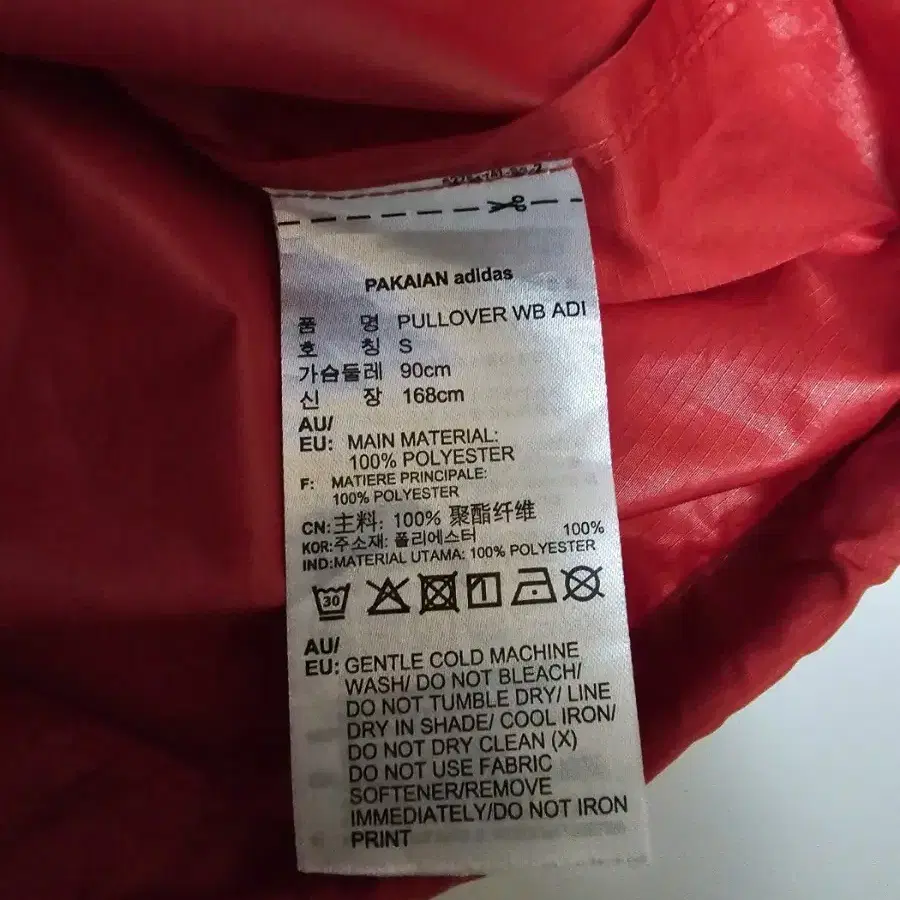 PAKAIAN adidas
품 명 PULLOVER WB ADI
호 칭 S
가슴둘레 90cm
신 장 168cm
AU/
EU: MAIN MATERIAL:
100% POLYESTER
F: MATIERE PRINCIPALE:
100% POLYESTER
CN:主料: 100% 聚酯纤维
KOR:주소재: 폴리에스터 100%
IND:MATERIAL UTAMA: 100% POLYESTER
30
AU/
EU: GENTLE COLD MACHINE
WASH/ DO NOT BLEACH/
DO NOT TUMBLE DRY/ LINE
DRY IN SHADE/ COOL IRON/
DO NOT DRY CLEAN (X)
DO NOT USE FABRIC
SOFTENER/REMOVE
IMMEDIATELY/DO NOT IRON
PRINT